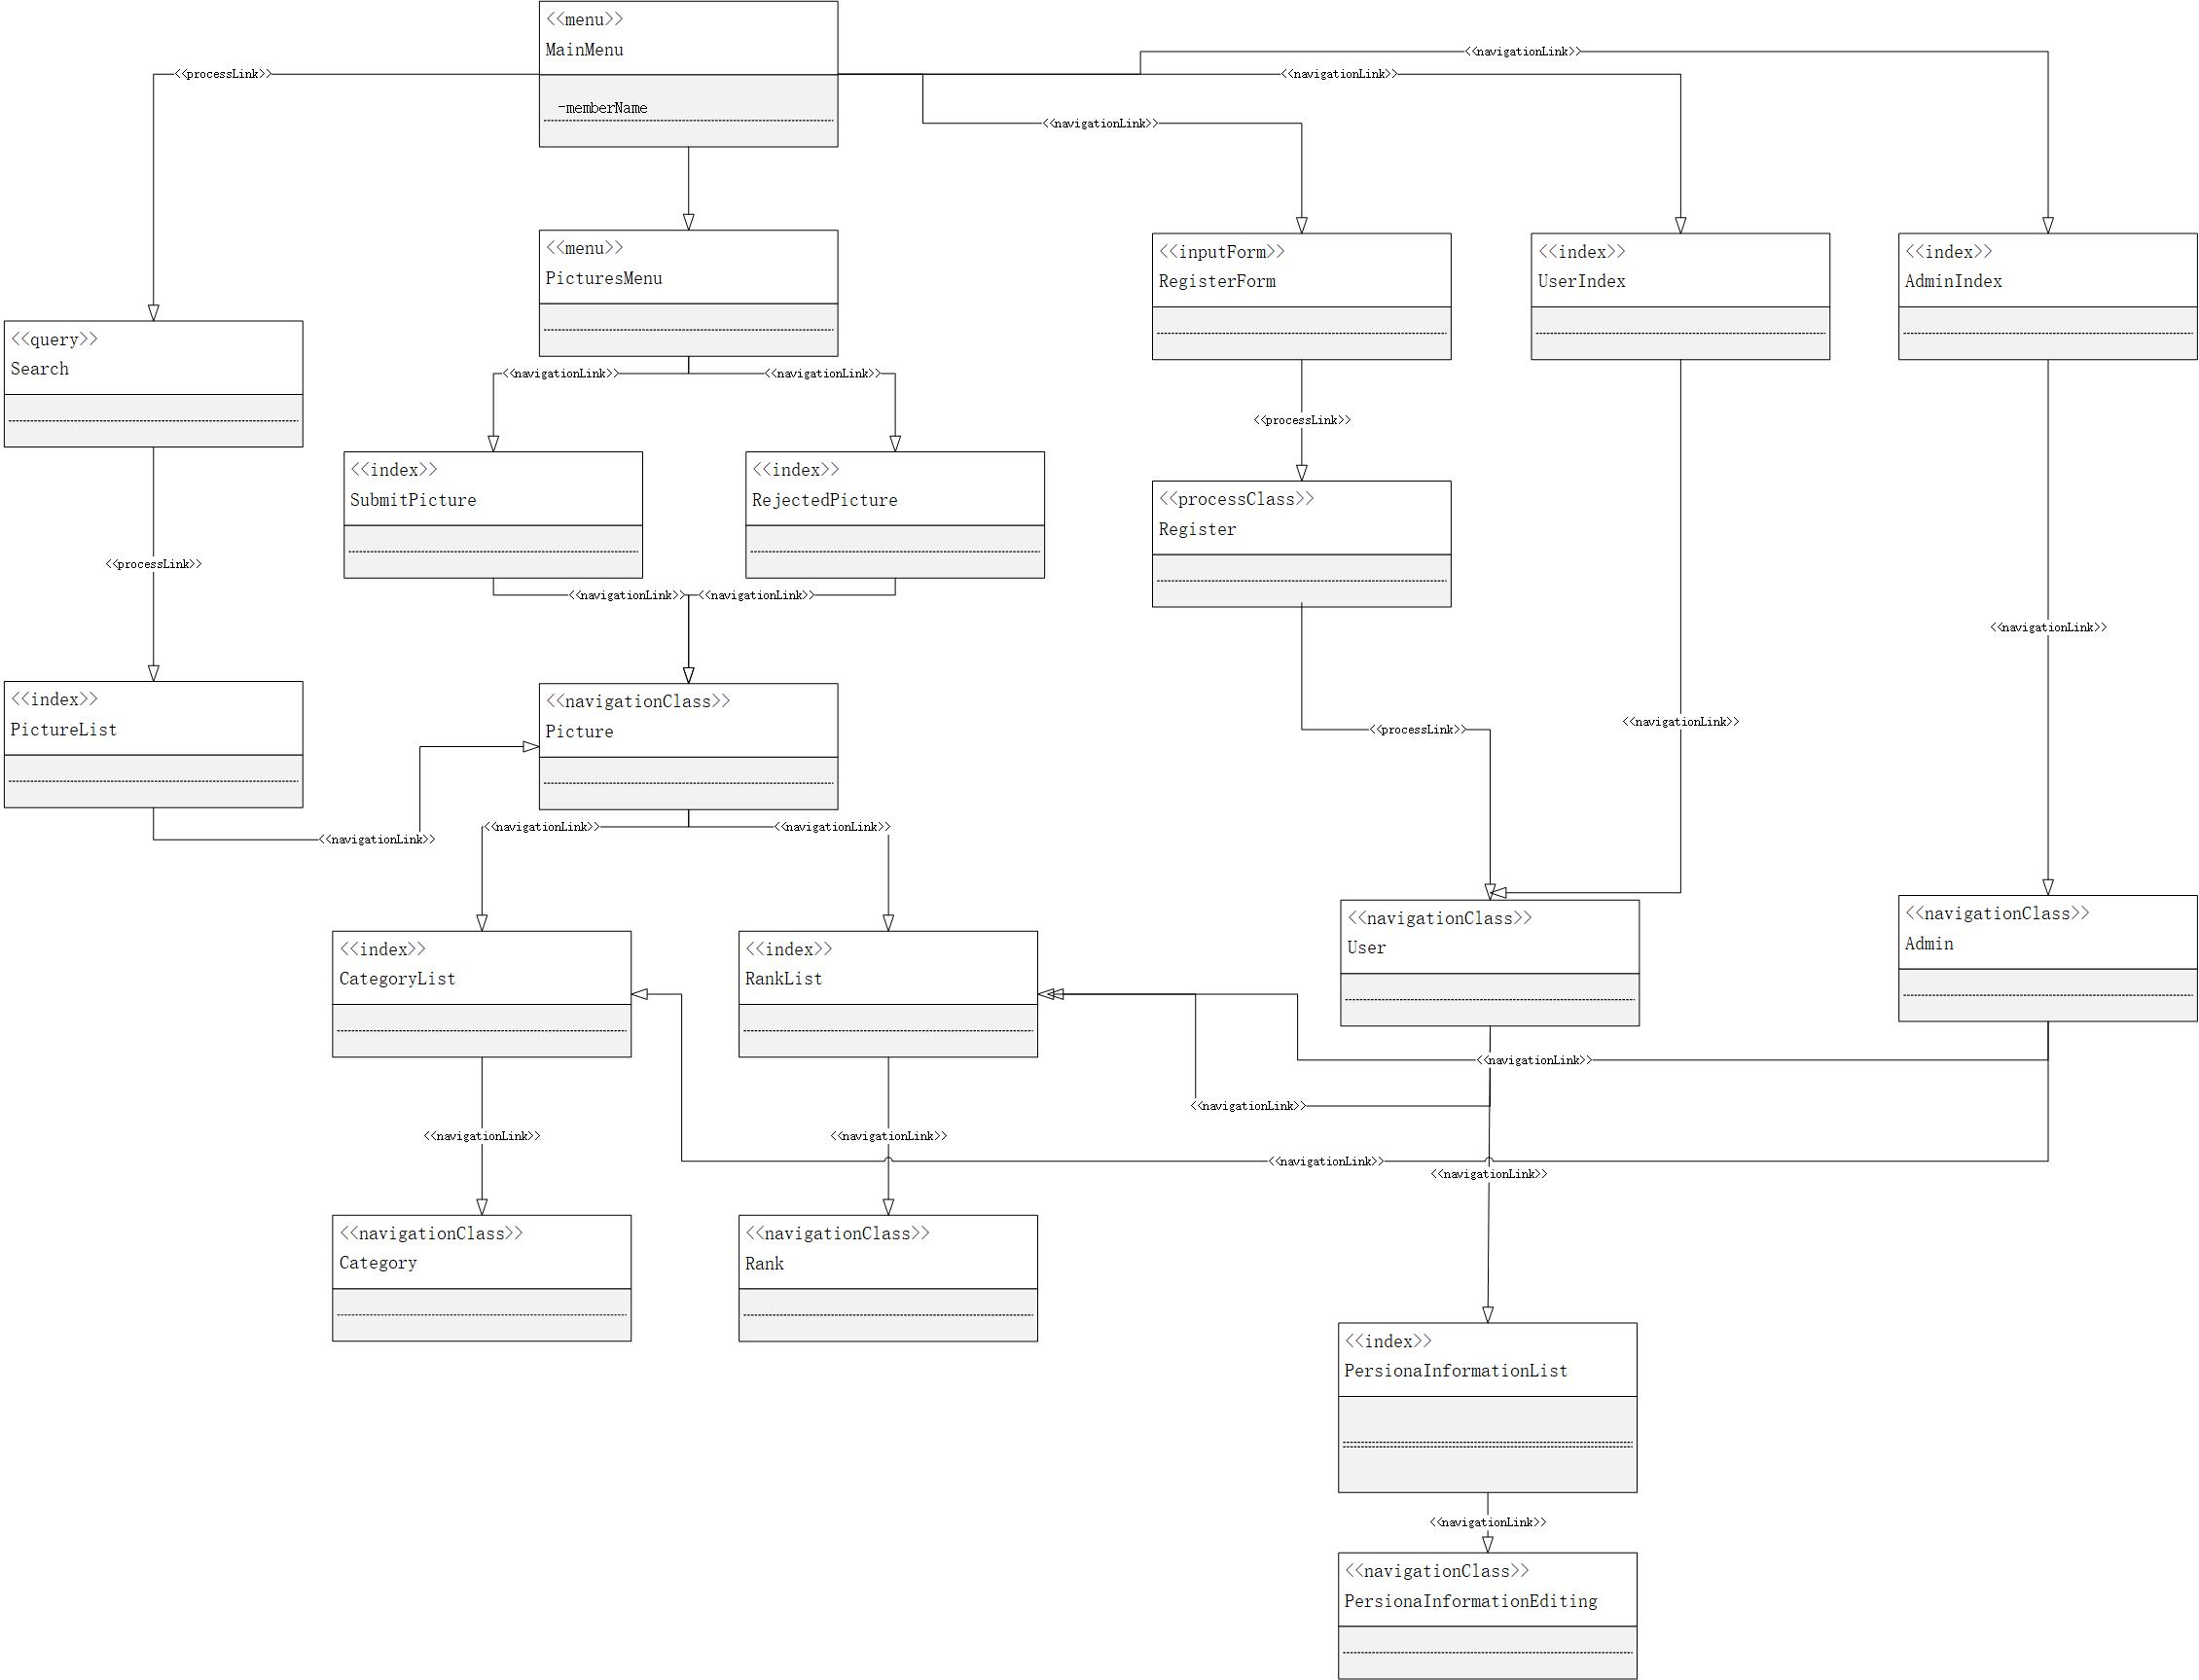 <<menu>>
MainMenu
-memberName
<<processLink>>
<<navigationLink>>
<<navigationLink>>
<<navigationLink>>
<<menu>>
PicturesMenu
<<inputForm>>
RegisterForm
<<index>>
UserIndex
<<index>>
AdminIndex
<<query>>
Search
<<navigationLink>>
<<navigationLink>>
<<processLink>>
<<index>>
SubmitPicture
<<index>>
RejectedPicture
<<processClass>>
Register
<<processLink>>
<<navigationLink>>
<<navigationLink>>
<<navigationLink>>
<<index>>
PictureList
<<navigationClass>>
Picture
<<processLink>>
<<navigationLink>>
<<navigationLink>>
<<navigationLink>>
<<navigationLink>>
<<index>>
CategoryList
<<index>>
RankList
<<navigationClass>>
User
<<navigationClass>>
Admin
<<navigationLink>>
<<navigationLink>>
<<navigationLink>>
<<navigationLink>>
<<navigationLink>>
<<navigationLink>>
<<navigationClass>>
Category
<<navigationClass>>
Rank
<<index>>
PersionaInformationList
<<navigationLink>>
<<navigationClass>>
PersionaInformationEditing